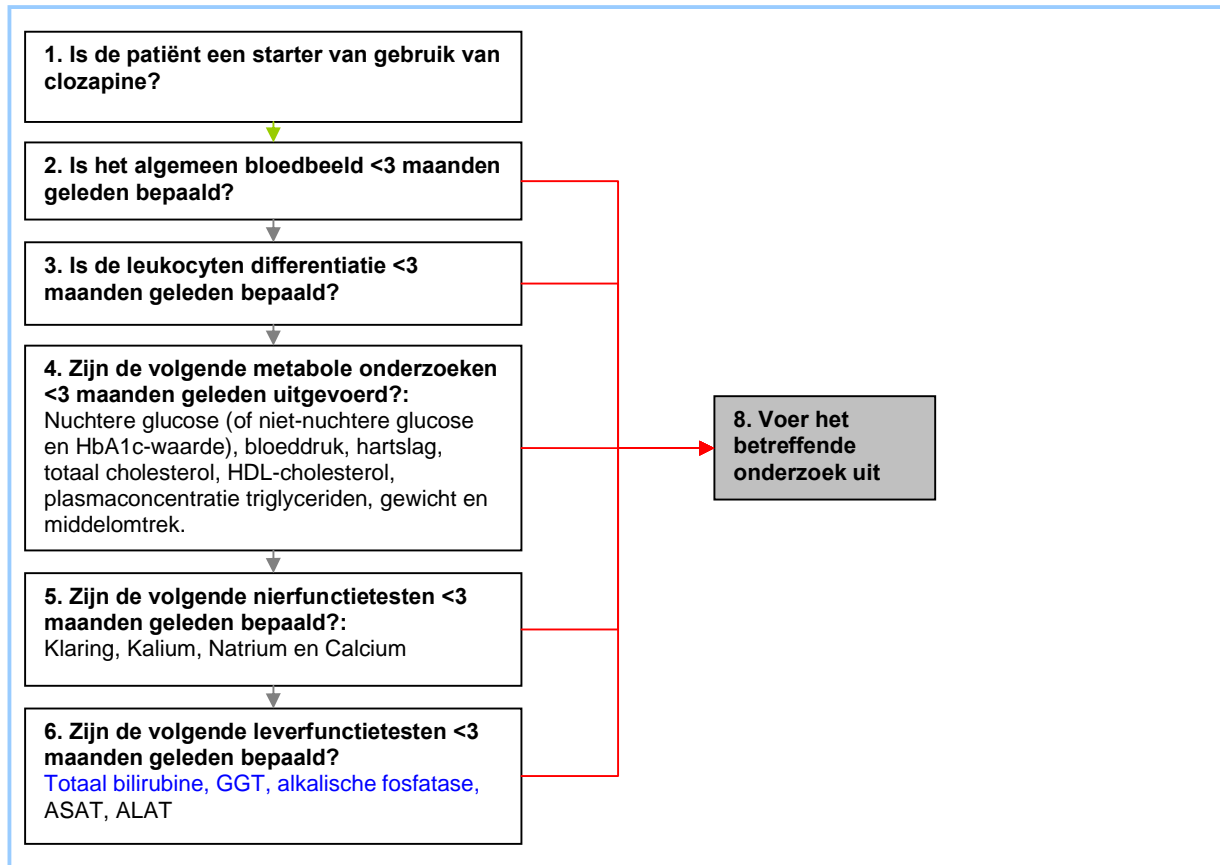 1. Is de patiënt een starter van gebruik van
clozapine?
2. Is het algemeen bloedbeeld <3 maanden
geleden bepaald?
3. Is de leukocyten differentiatie <3
maanden geleden bepaald?
4. Zijn de volgende metabole onderzoeken
<3 maanden geleden uitgevoerd?:
Nuchtere glucose (of niet-nuchtere glucose
en HbA1c-waarde), bloeddruk, hartslag,
totaal cholesterol, HDL-cholesterol,
plasmaconcentratie triglyceriden, gewicht en
middelomtrek.
5. Zijn de volgende nierfunctietesten <3
maanden geleden bepaald?:
Klaring, Kalium, Natrium en Calcium
6. Zijn de volgende leverfunctietesten <3
maanden geleden bepaald?
Totaal bilirubine, GGT, alkalische fosfatase,
ASAT, ALAT
8. Voer het
betreffende
onderzoek uit